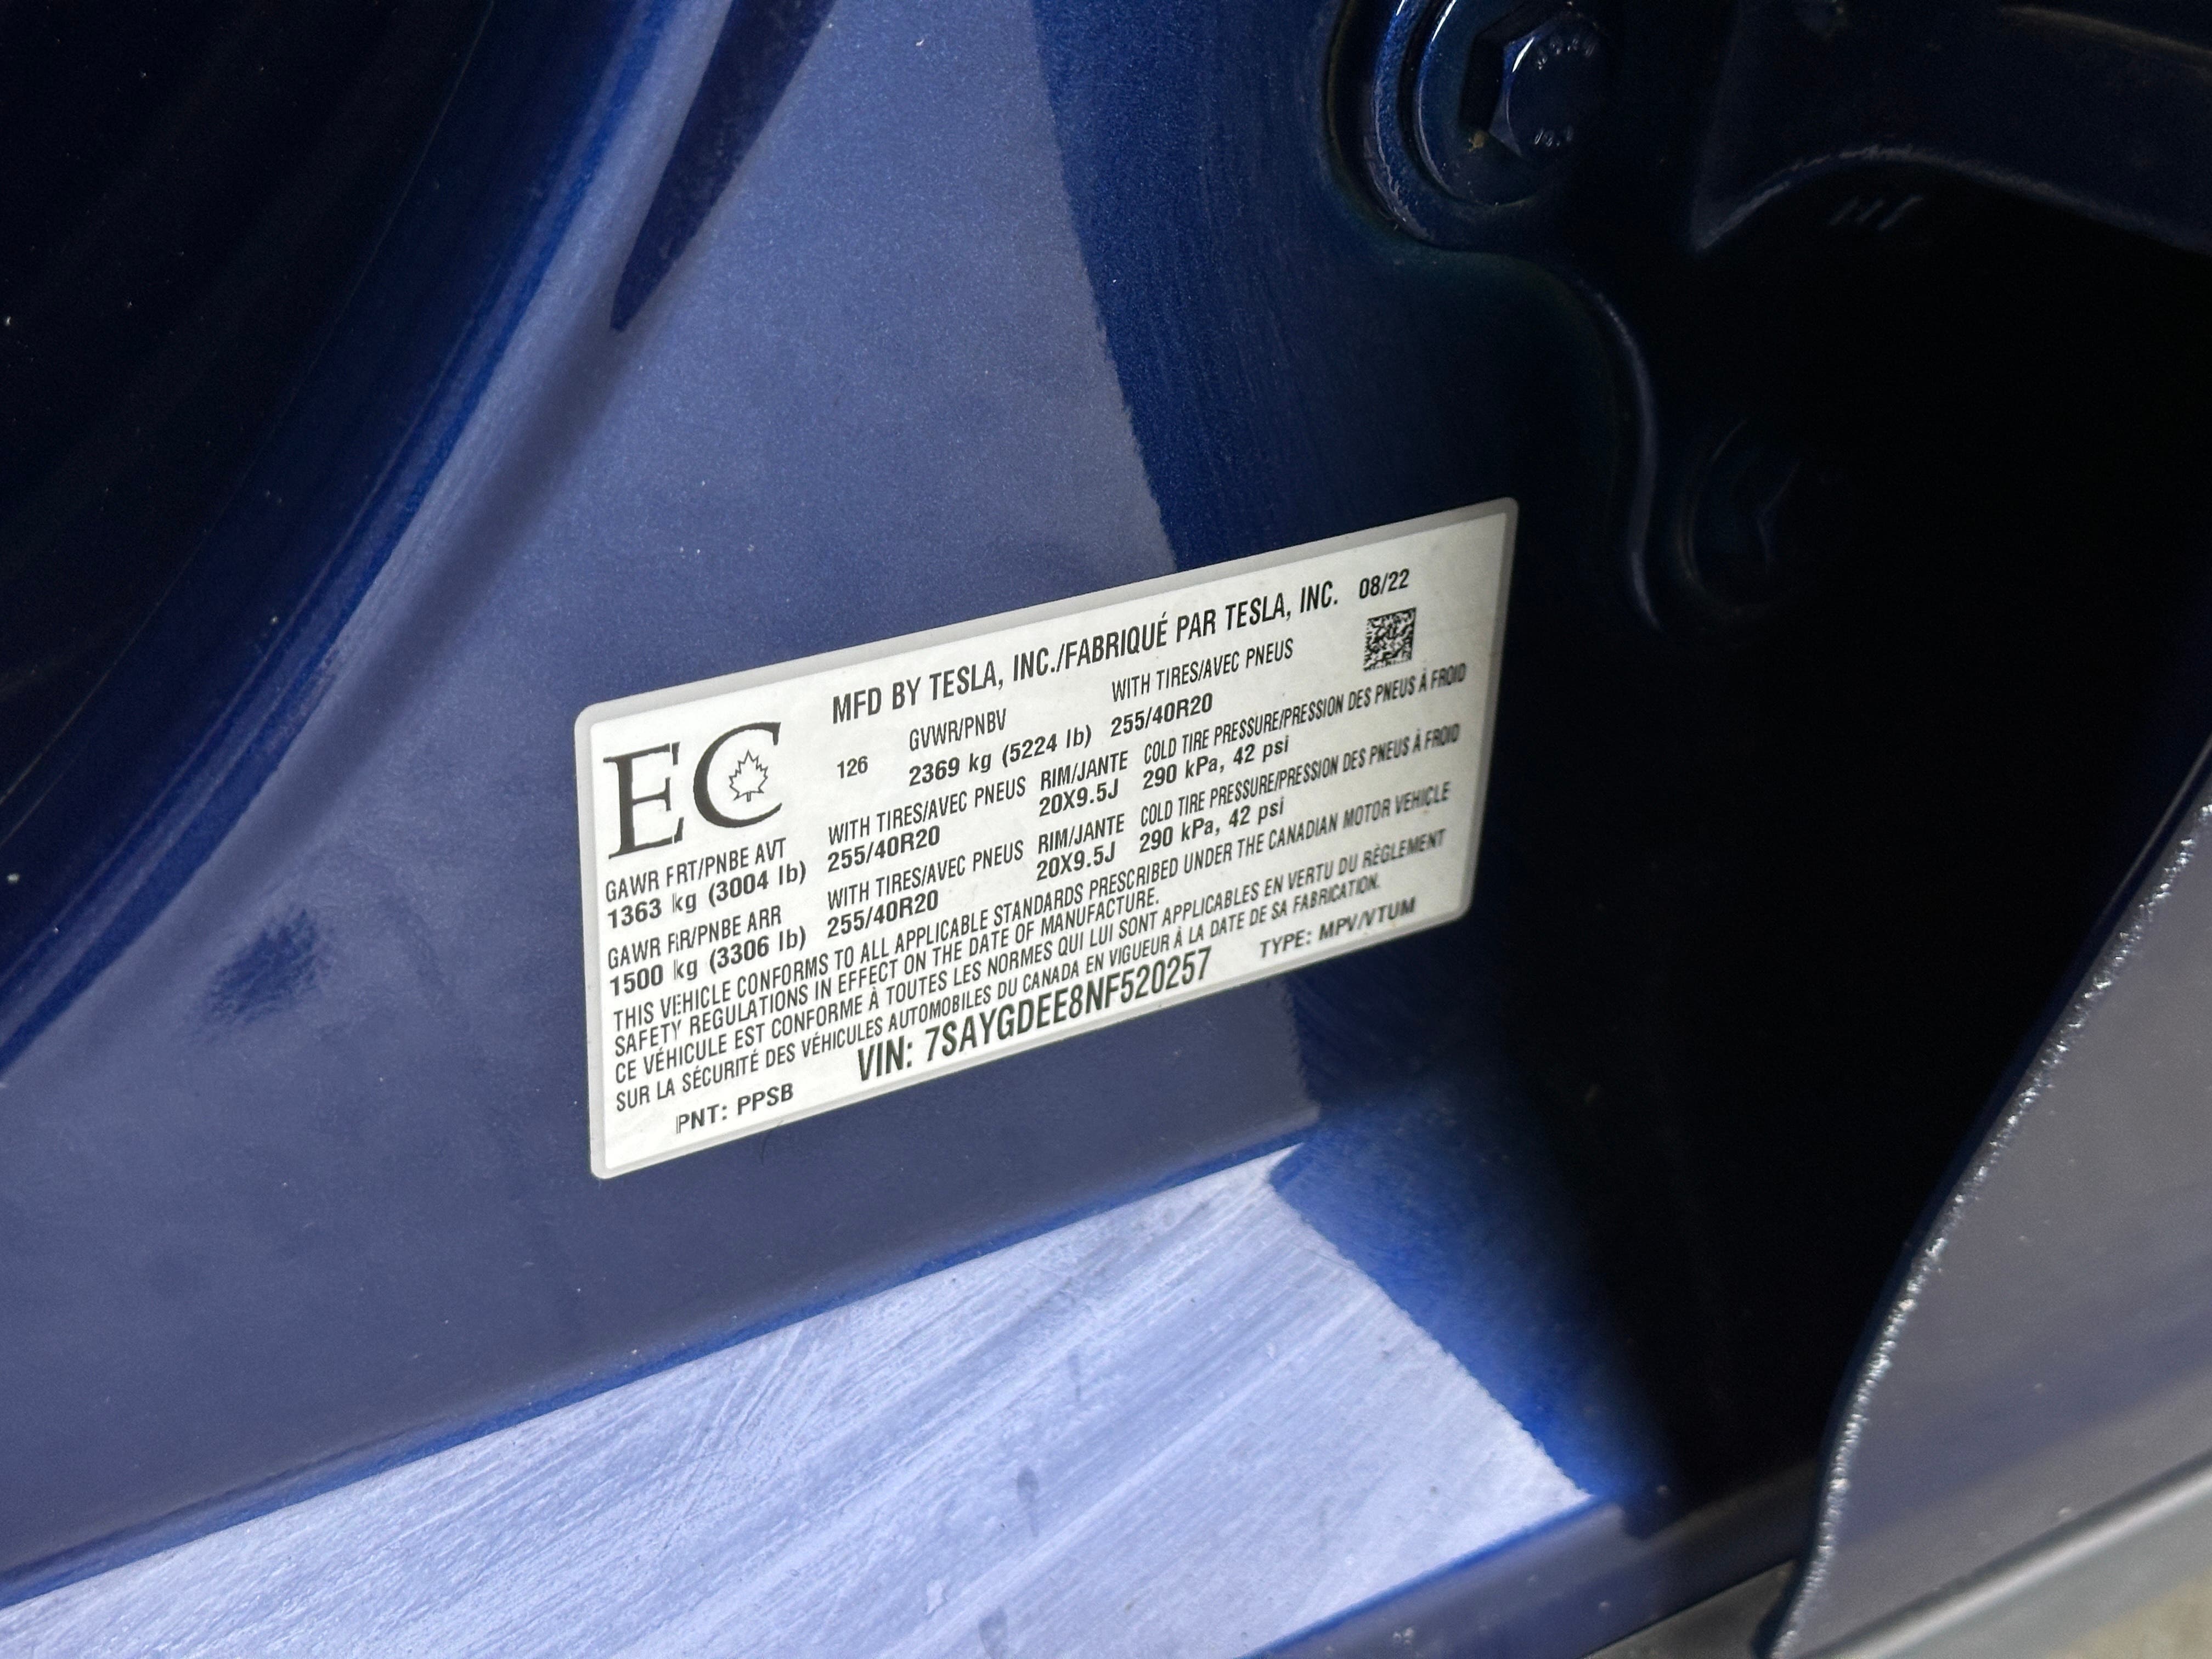 MFD BY TESLA, INC./FABRIQUÉ PAR TESLA, INC. 08/22
EC
126
GVWR/PNBV
2369 kg (5224 lb)
WITH TIRES/AVEC PNEUS
255/40R20
GAWR FRT/PNBE AVT
1363 kg (3004 lb)
WITH TIRES/AVEC PNEUS
255/40R20
RIM/JANTE
20X9.5J
COLD TIRE PRESSURE/PRESSION DES PNEUS À FROID
290 kPa, 42 psi
GAWR RR/PNBE ARR
1500 kg (3306 lb)
WITH TIRES/AVEC PNEUS
255/40R20
RIM/JANTE
20X9.5J
COLD TIRE PRESSURE/PRESSION DES PNEUS À FROID
290 kPa, 42 psi
THIS VEHICLE CONFORMS TO ALL APPLICABLE STANDARDS PRESCRIBED UNDER THE CANADIAN MOTOR VEHICLE
SAFETY REGULATIONS IN EFFECT ON THE DATE OF MANUFACTURE.
CE VÉHICULE EST CONFORME À TOUTES LES NORMES QUI LUI SONT APPLICABLES EN VERTU DU RÈGLEMENT
SUR LA SÉCURITÉ DES VÉHICULES AUTOMOBILES DU CANADA EN VIGUEUR À LA DATE DE SA FABRICATION.
PNT: PPSB
VIN: 7SAYGDEE8NF520257
TYPE: MPV/VTUM